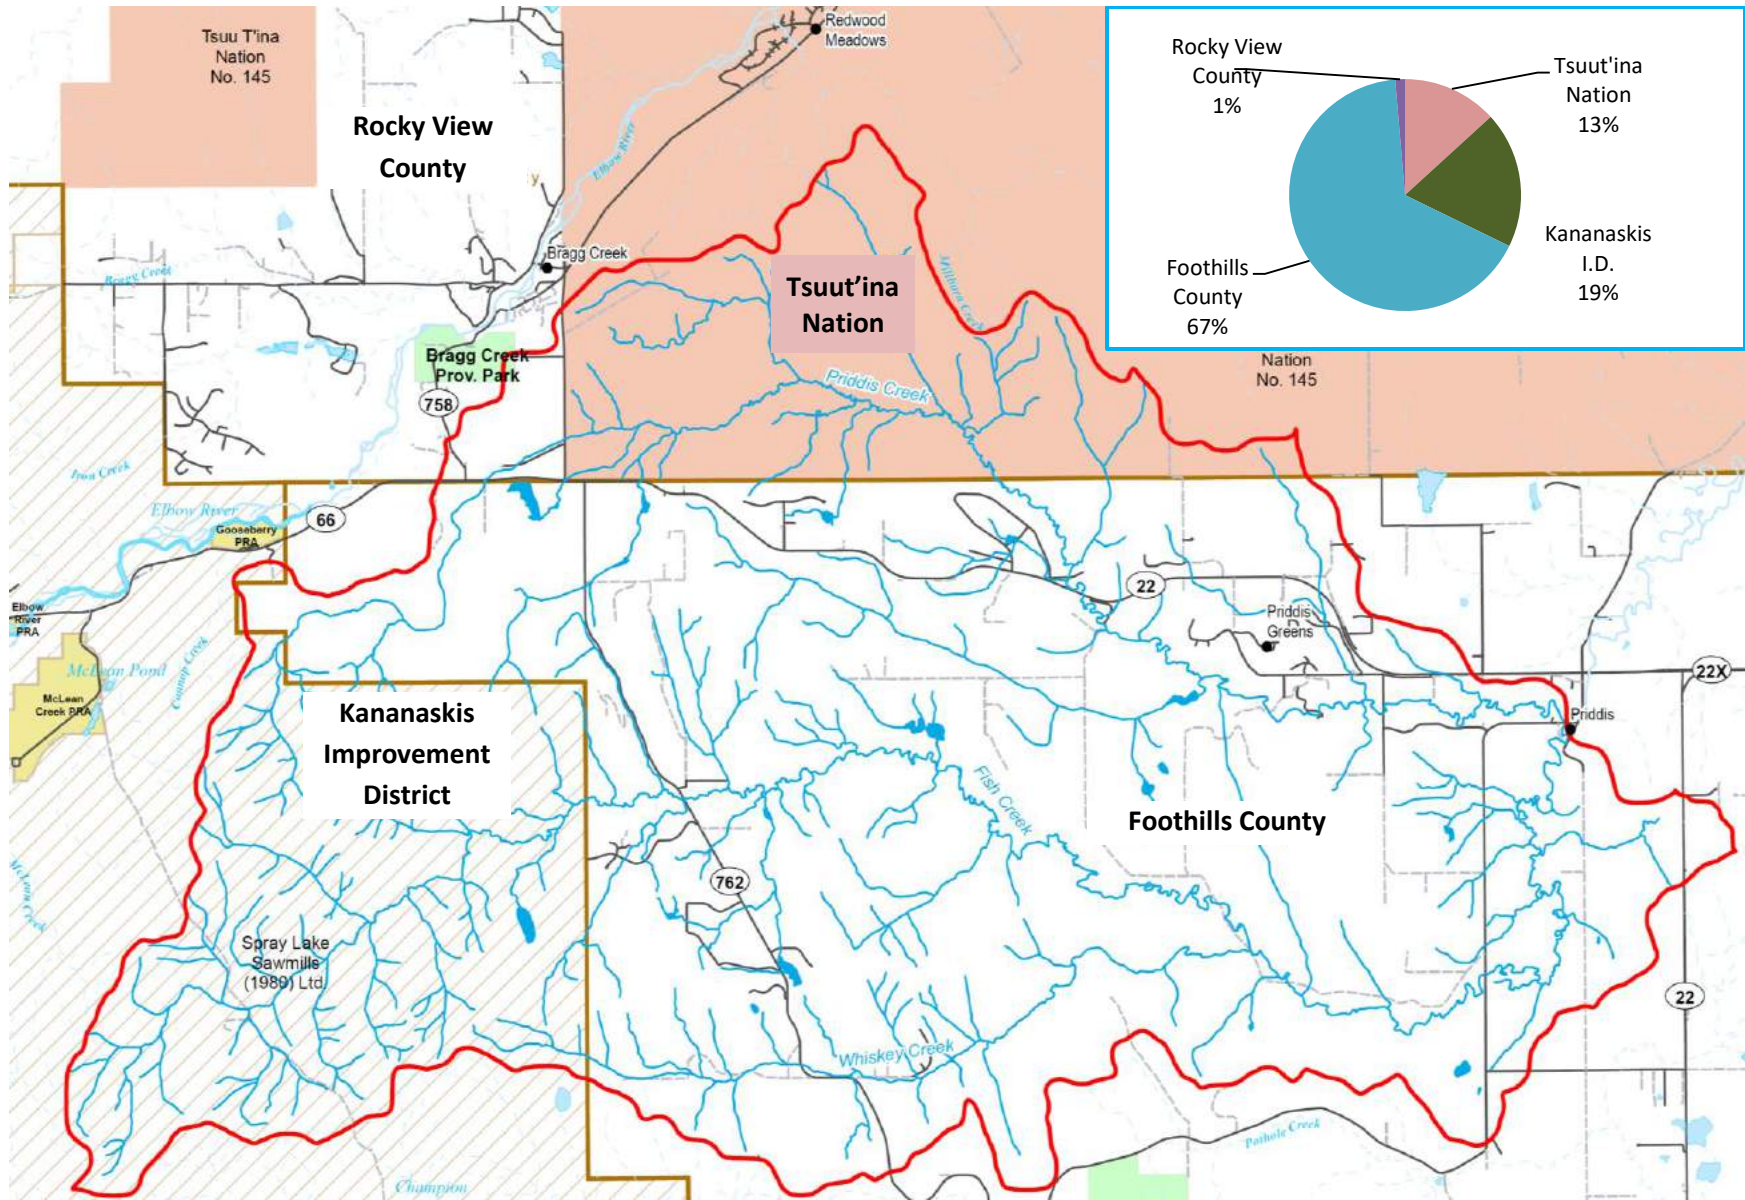 Tsuu T'ina
Nation
No. 145
Redwood
Meadows
Rocky View
County
y
Elbow River
Bragg Creek
Bragg Creek
Bragg Creek
Prov. Park
758
Tsuut'ina
Nation
Millburn Creek
Priddis Creek
Rocky View
County
1%
Tsuut'ina
Nation
13%
Kananaskis
I.D.
19%
Foothills
County
67%
Nation
No. 145
Iron Creek
Elbow River
Gooseberry
PRA
66
Elbow
River
PRA
McLean Pond
McLean
Creek PRA
Kananaskis
Improvement
District
22
Priddis
Greens
22X
Priddis
Fish Creek
Foothills County
762
Spray Lake
Sawmills
(1980) Ltd.
22
Whiskey Creek
Pothole Creek
Champion